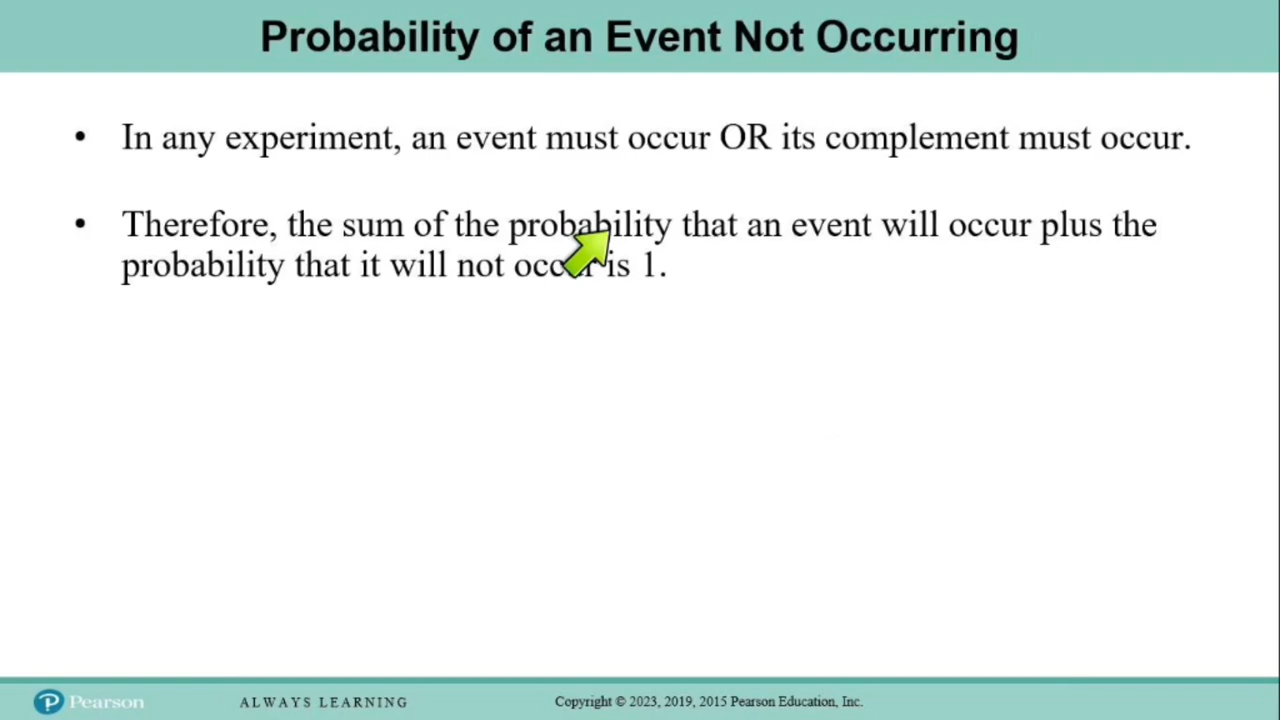 Probability of an Event Not Occurring
• In any experiment, an event must occur OR its complement must occur.
• Therefore, the sum of the probability that an event will occur plus the
probability that it will not occur is 1.
Pearson
ALWAYS LEARNING
Copyright © 2023, 2019, 2015 Pearson Education, Inc.